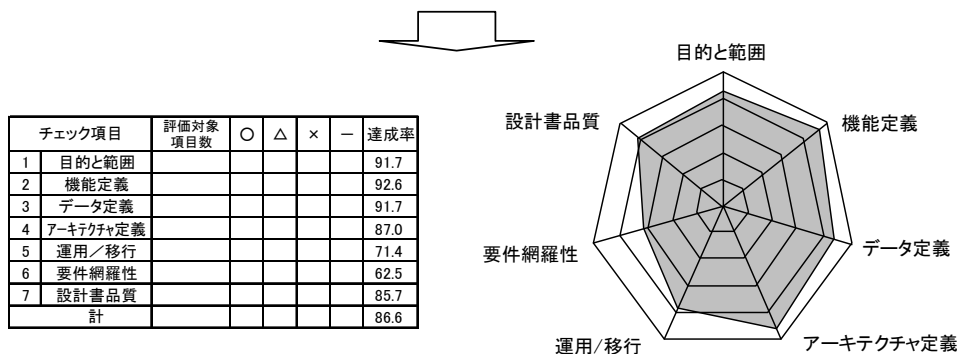 チェック項目 評価対象項目数 ○ △ × － 達成率
1 目的と範囲 91.7
2 機能定義 92.6
3 データ定義 91.7
4 アーキテクチャ定義 87.0
5 運用／移行 71.4
6 要件網羅性 62.5
7 設計書品質 85.7
計 86.6
目的と範囲
機能定義
データ定義
アーキテクチャ定義
運用/移行
要件網羅性
設計書品質